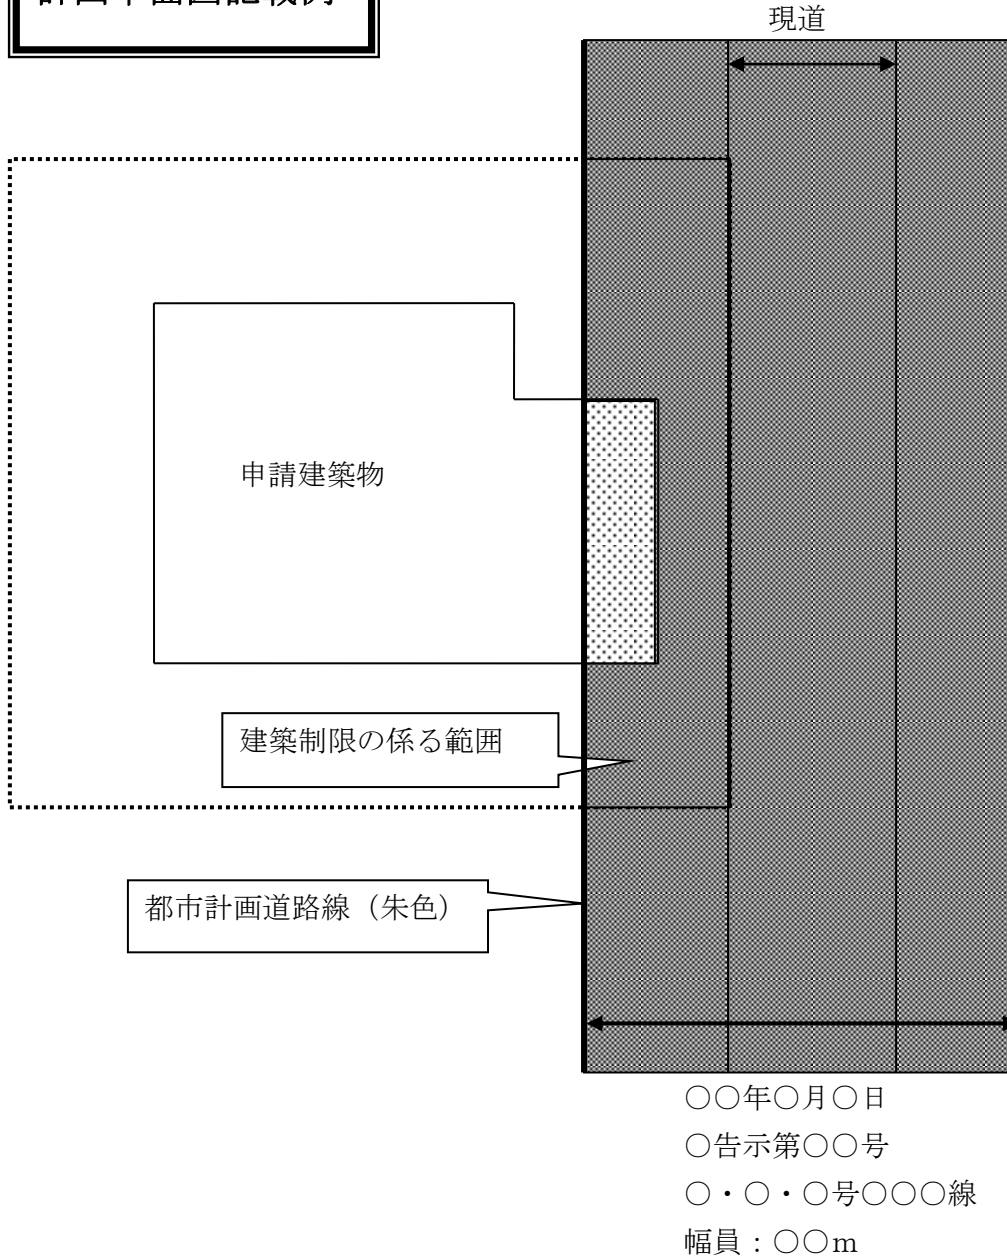 計画平面図記載例
現道
申請建築物
建築制限の係る範囲
都市計画道路線（朱色）
○○年○月○日
○告示第○○号
○・○・○号○○○線
幅員：○○ｍ